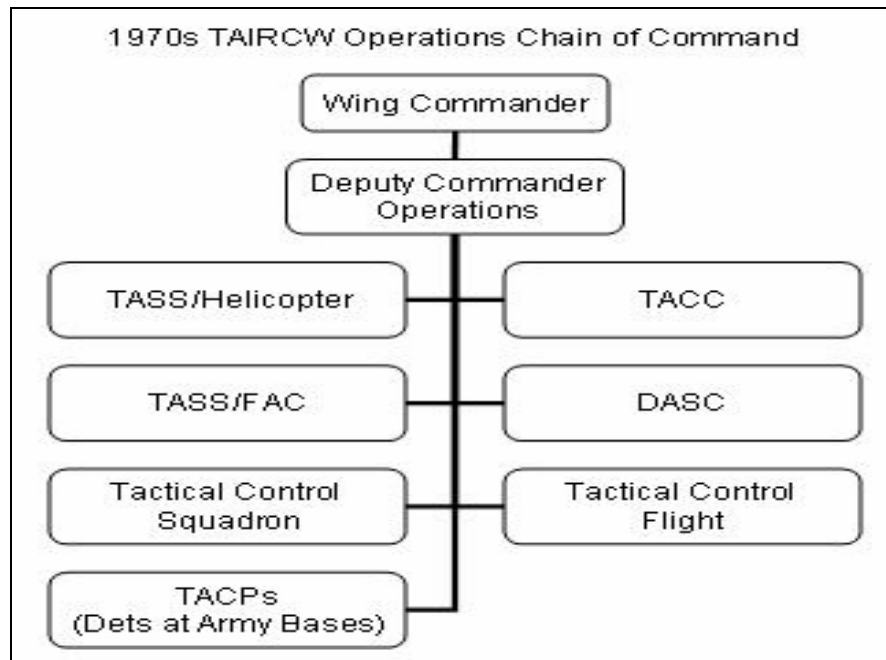 1970s TAIRCW Operations Chain of Command
Wing Commander
Deputy Commander
Operations
TASS/Helicopter
TACC
TASS/FAC
DASC
Tactical Control
Squadron
Tactical Control
Flight
TACPs
(Dets at Army Bases)